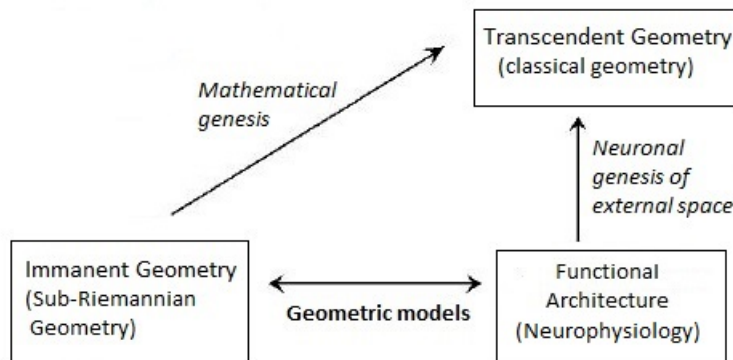 Transcendent Geometry
(classical geometry)
Mathematical
genesis
Neuronal
genesis of
external space
Immanent Geometry
(Sub-Riemannian
Geometry)
Geometric models
Functional
Architecture
(Neurophysiology)